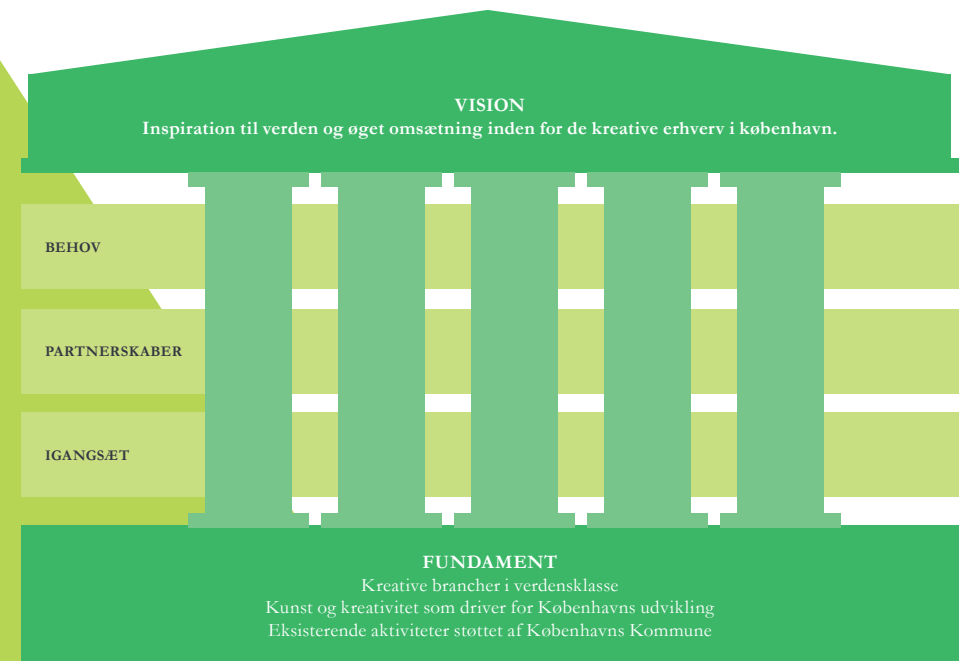 VISION
Inspiration til verden og øget omsætning inden for de kreative erhverv i københavn.
BEHOV
PARTNERSKABER
IGANGSÆT
FUNDAMENT
Kreative brancher i verdensklasse
Kunst og kreativitet som driver for Københavns udvikling
Eksisterende aktiviteter støttet af Københavns Kommune